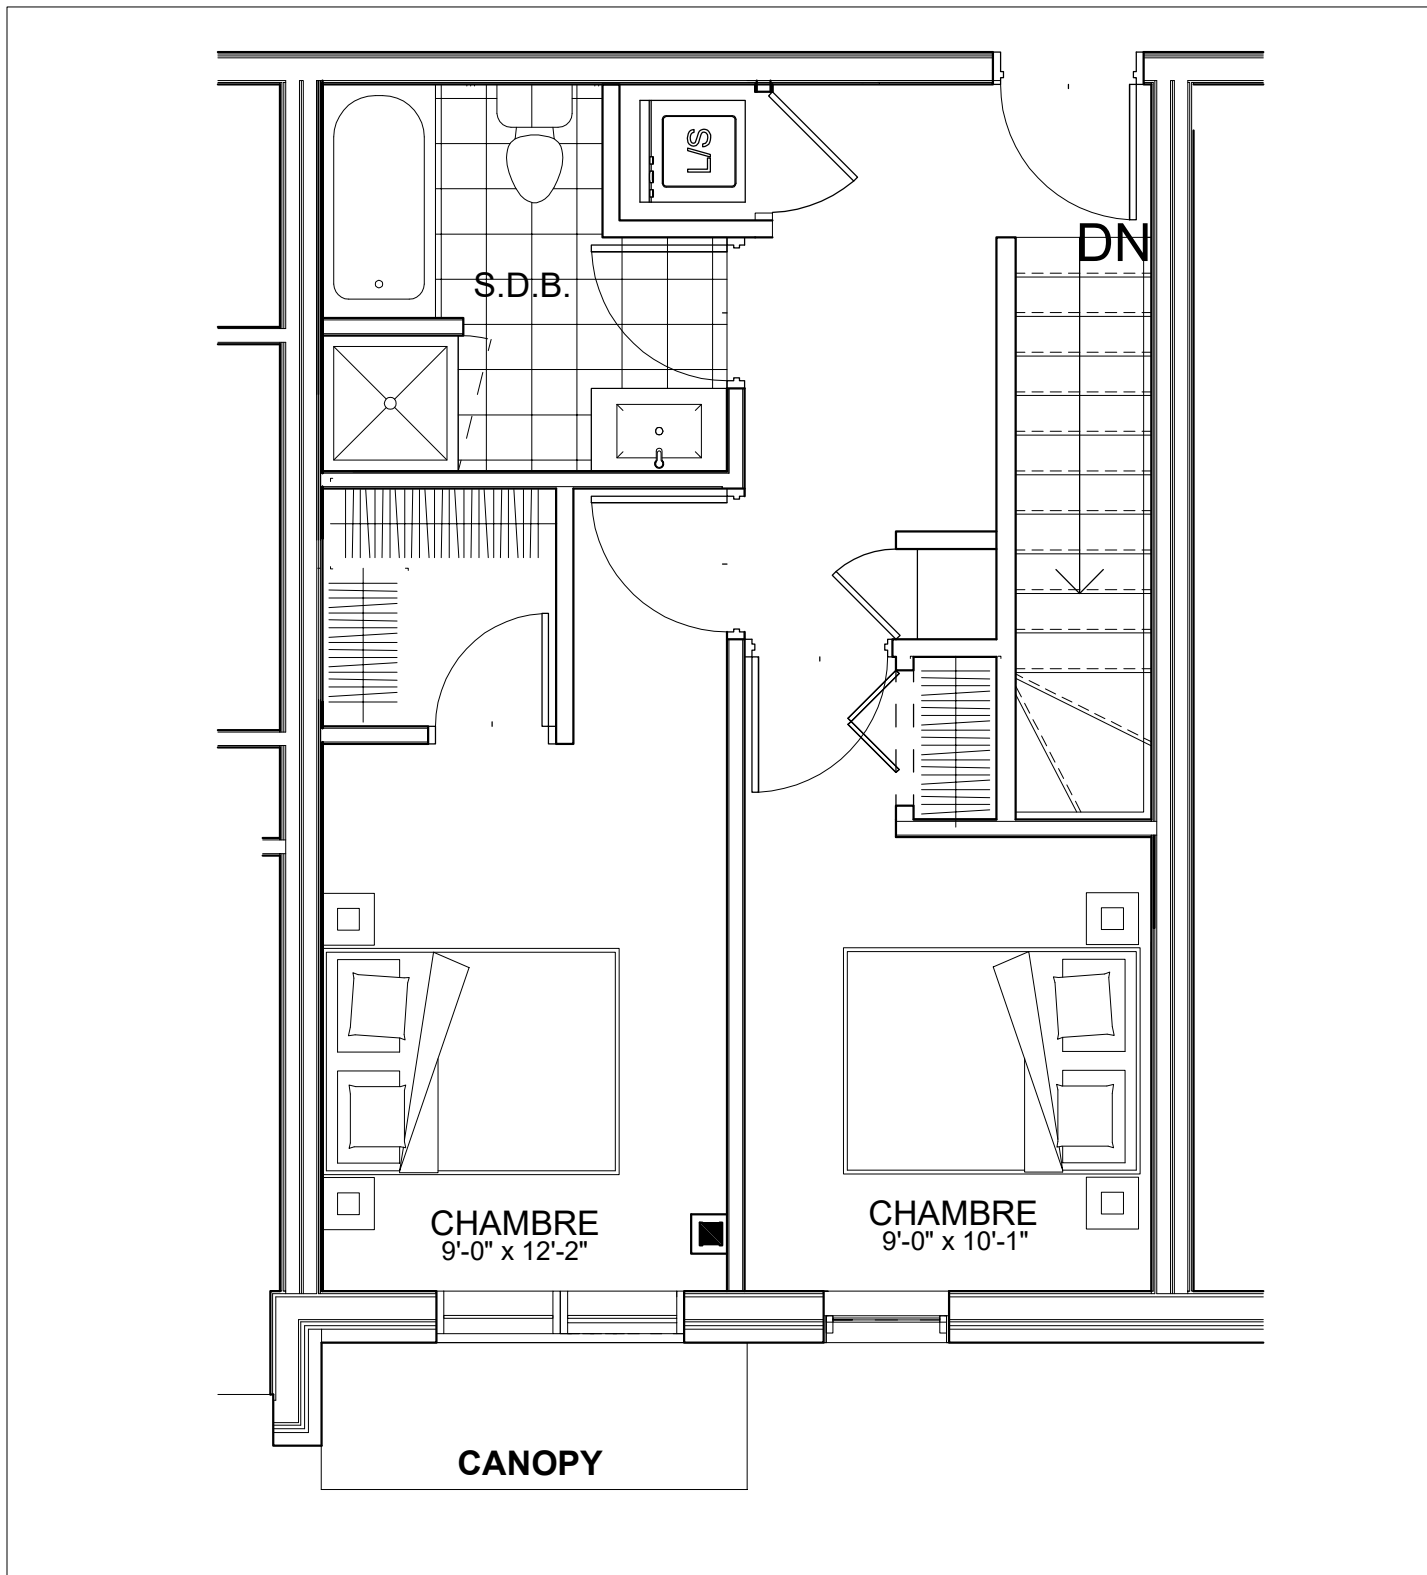 L/S
DN
S.D.B.
CHAMBRE
9'-0" x 12'-2"
CHAMBRE
9'-0" x 10'-1"
CANOPY